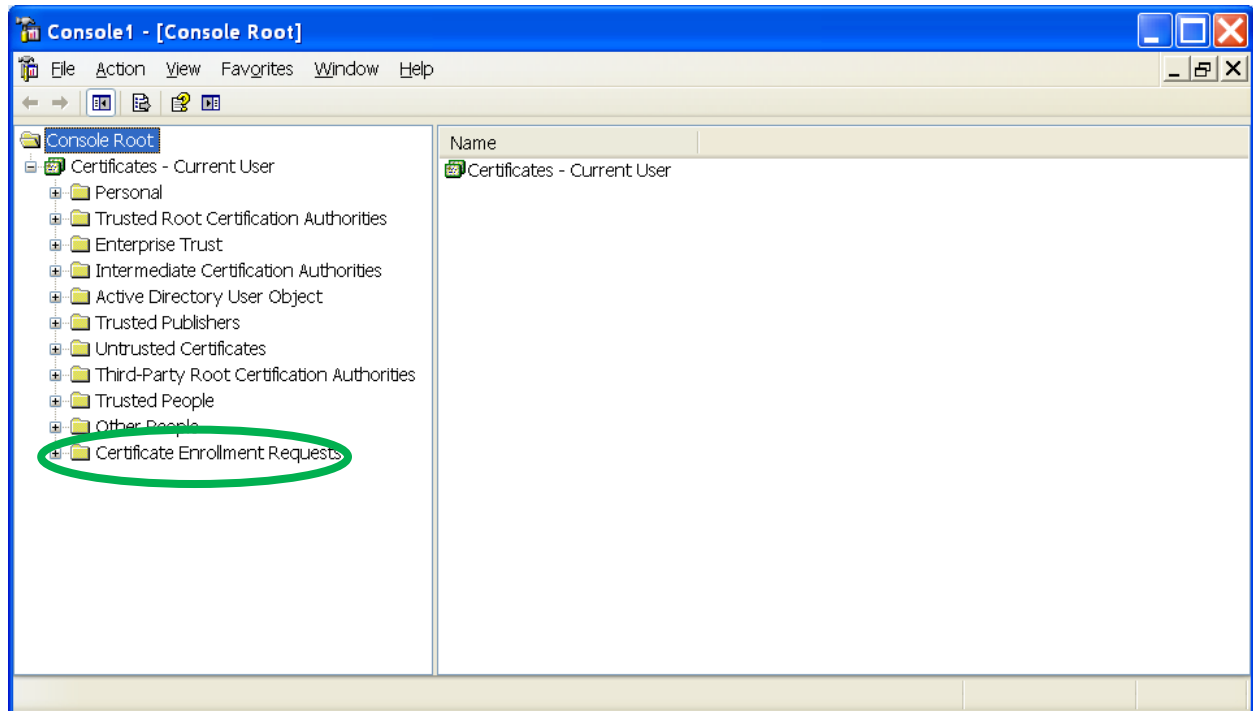 Console1 - [Console Root]
File Action View Favorites Window Help
Console Root
Certificates - Current User
Personal
Trusted Root Certification Authorities
Enterprise Trust
Intermediate Certification Authorities
Active Directory User Object
Trusted Publishers
Untrusted Certificates
Third-Party Root Certification Authorities
Trusted People
Other People
Certificate Enrollment Requests
Name
Certificates - Current User